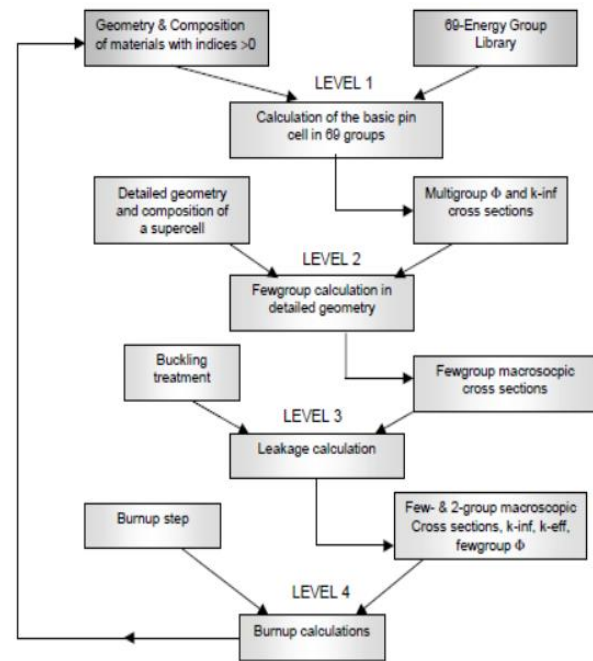 Geometry & Composition
of materials with indices >0
69-Energy Group
Library
LEVEL 1
Calculation of the basic pin
cell in 69 groups
Detailed geometry
and composition of
a supercell
Multigroup Φ and k-inf
cross sections
LEVEL 2
Fewgroup calculation in
detailed geometry
Buckling
treatment
Fewgroup macrosocpic
cross sections
LEVEL 3
Leakage calculation
Burnup step
Few- & 2-group macroscopic
Cross sections, k-inf, k-eff,
fewgroup Φ
LEVEL 4
Burnup calculations